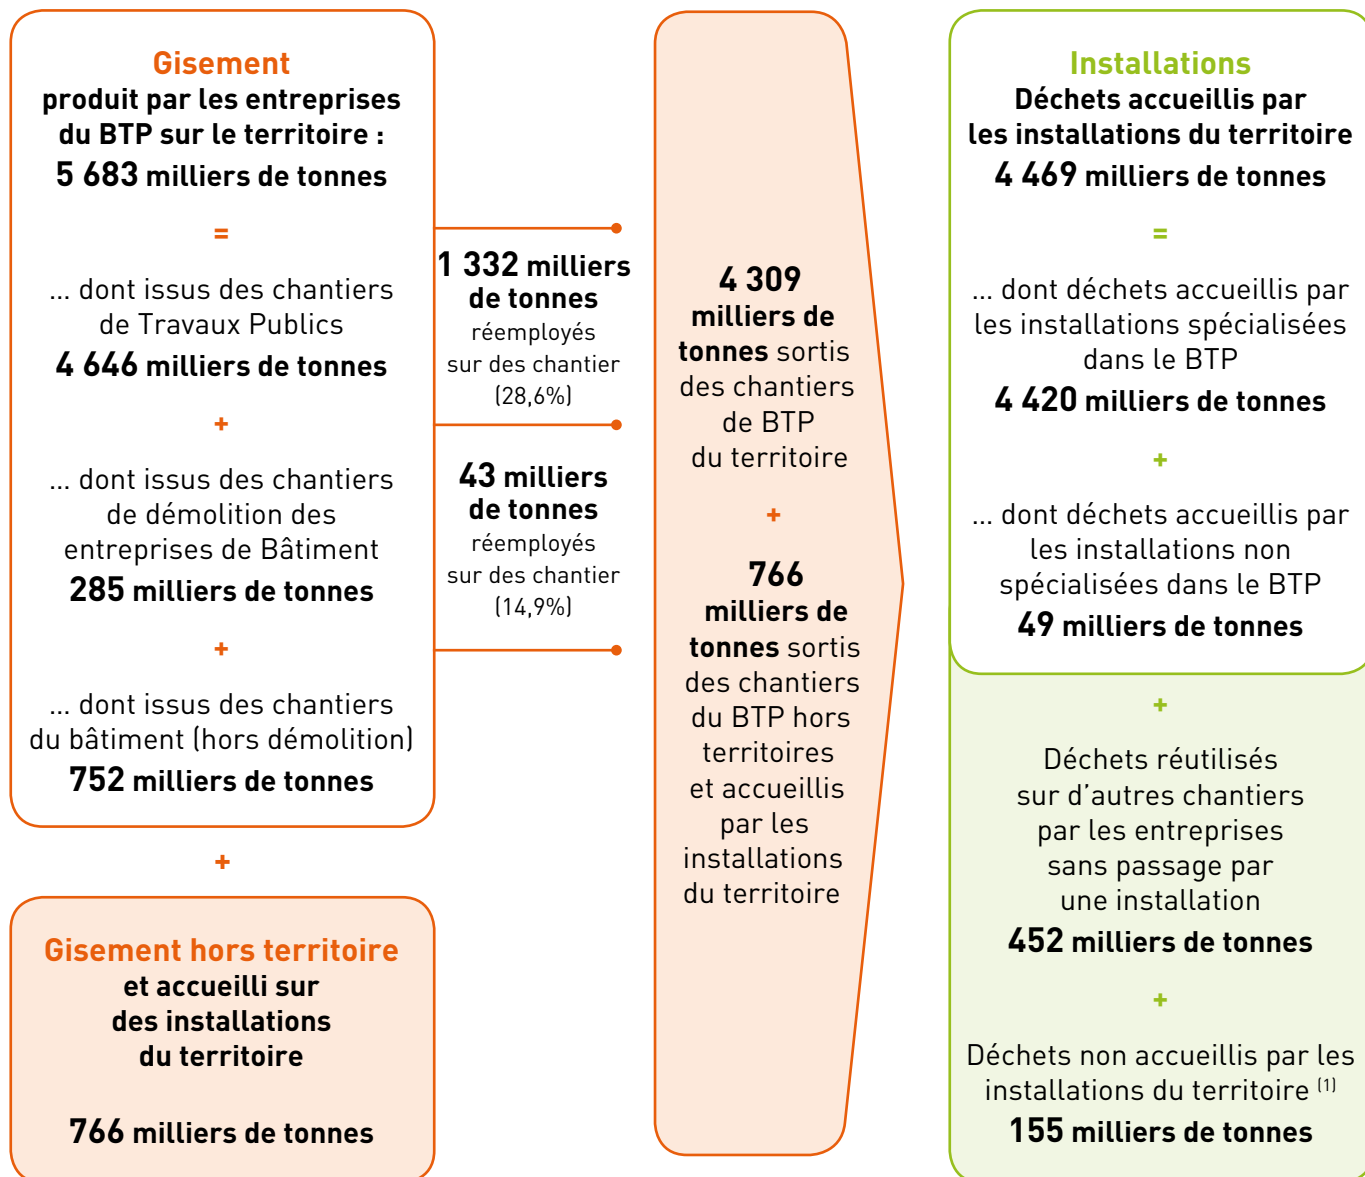 Gisement
produit par les entreprises
du BTP sur le territoire :
5 683 milliers de tonnes
=
... dont issus des chantiers
de Travaux Publics
4 646 milliers de tonnes
+
... dont issus des chantiers
de démolition des
entreprises de Bâtiment
285 milliers de tonnes
+
... dont issus des chantiers
du bâtiment (hors démolition)
752 milliers de tonnes
+
Gisement hors territoire
et accueilli sur
des installations
du territoire
766 milliers de tonnes
1 332 milliers
de tonnes
réemployés
sur des chantier
(28,6%)
43 milliers
de tonnes
réemployés
sur des chantier
(14,9%)
4 309
milliers de
tonnes sortis
des chantiers
de BTP
du territoire
+
766
milliers de
tonnes sortis
des chantiers
du BTP hors
territoires
et accueillis
par les
installations
du territoire
Installations
Déchets accueillis par
les installations du territoire
4 469 milliers de tonnes
=
... dont déchets accueillis par
les installations spécialisées
dans le BTP
4 420 milliers de tonnes
+
... dont déchets accueillis par
les installations non
spécialisées dans le BTP
49 milliers de tonnes
+
Déchets réutilisés
sur d'autres chantiers
par les entreprises
sans passage par
une installation
452 milliers de tonnes
+
Déchets non accueillis par les
installations du territoire (1)
155 milliers de tonnes